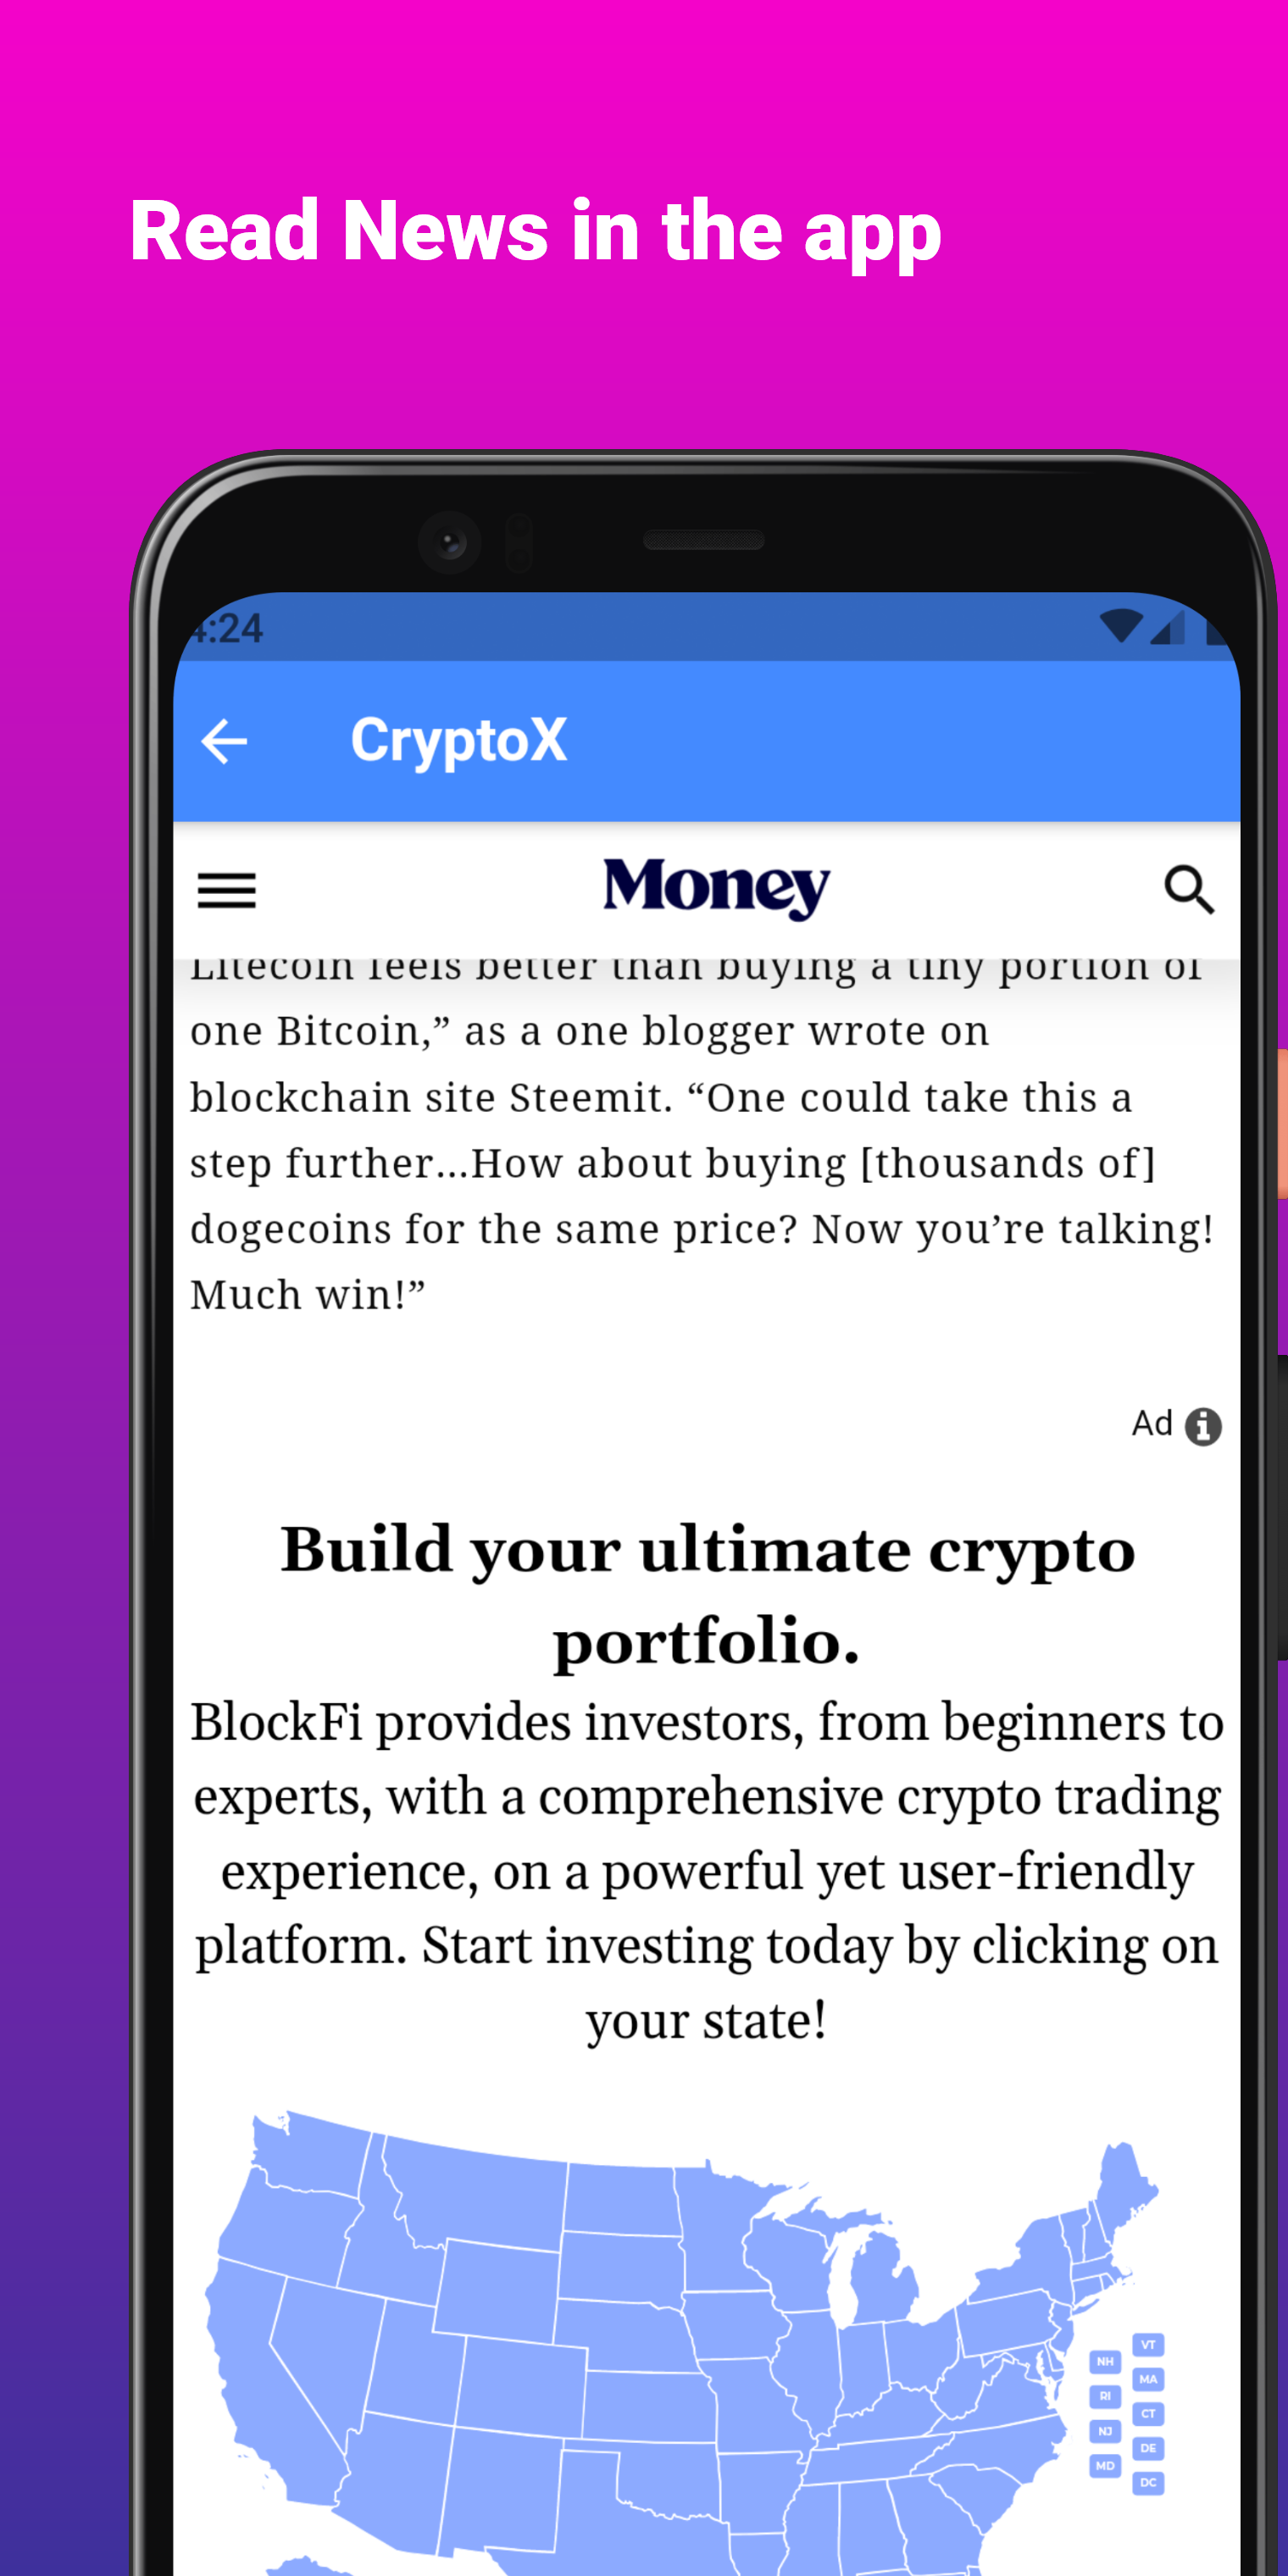 Read News in the app
4:24
CryptoX
Money
Litecoin feels better than buying a tiny portion of
one Bitcoin,” as a one blogger wrote on
blockchain site Steemit. “One could take this a
step further...How about buying [thousands of]
dogecoins for the same price? Now you’re talking!
Much win!”
Ad
Build your ultimate crypto
portfolio.
BlockFi provides investors, from beginners to
experts, with a comprehensive crypto trading
experience, on a powerful yet user-friendly
platform. Start investing today by clicking on
your state!
VT
NH
MA
RI
CT
NJ
DE
MD
DC